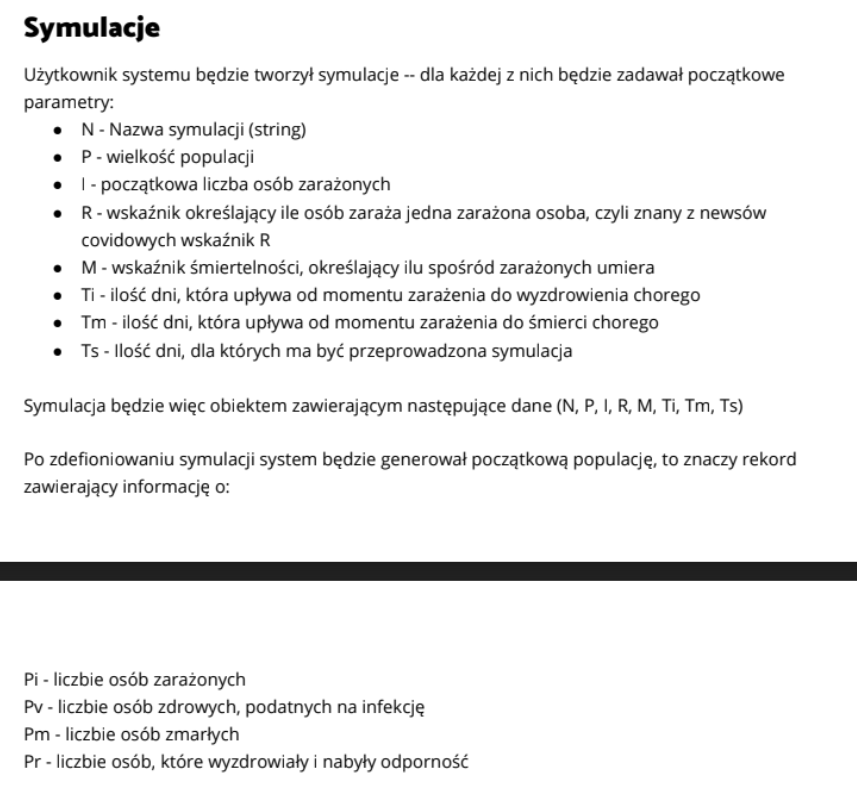 Symulacje
Użytkownik systemu będzie tworzył symulacje -- dla każdej z nich będzie zadawał początkowe
parametry:
● N - Nazwa symulacji (string)
● P - wielkość populacji
● I - początkowa liczba osób zarażonych
● R - wskaźnik określający ile osób zaraża jedna zarażona osoba, czyli znany z newsów
covidowych wskaźnik R
● M - wskaźnik śmiertelności, określający ilu spośród zarażonych umiera
● Ti - ilość dni, która upływa od momentu zarażenia do wyzdrowienia chorego
● Tm - ilość dni, która upływa od momentu zarażenia do śmierci chorego
● Ts - Ilość dni, dla których ma być przeprowadzona symulacja
Symulacja będzie więc obiektem zawierającym następujące dane (N, P, I, R, M, Ti, Tm, Ts)
Po zdefioniowaniu symulacji system będzie generował początkową populację, to znaczy rekord
zawierający informację o:
Pi - liczbie osób zarażonych
Pv - liczbie osób zdrowych, podatnych na infekcję
Pm - liczbie osób zmarłych
Pr - liczbie osób, które wyzdrowiały i nabyły odporność